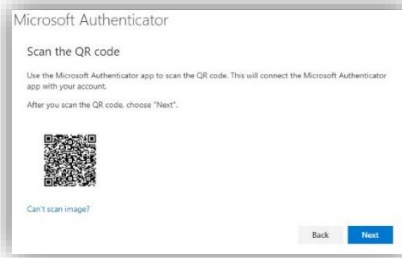 Microsoft Authenticator
Scan the QR code
Use the Microsoft Authenticator app to scan the QR code. This will connect the Microsoft Authenticator
app with your account.
After you scan the QR code, choose "Next".
Can't scan image?
Back
Next